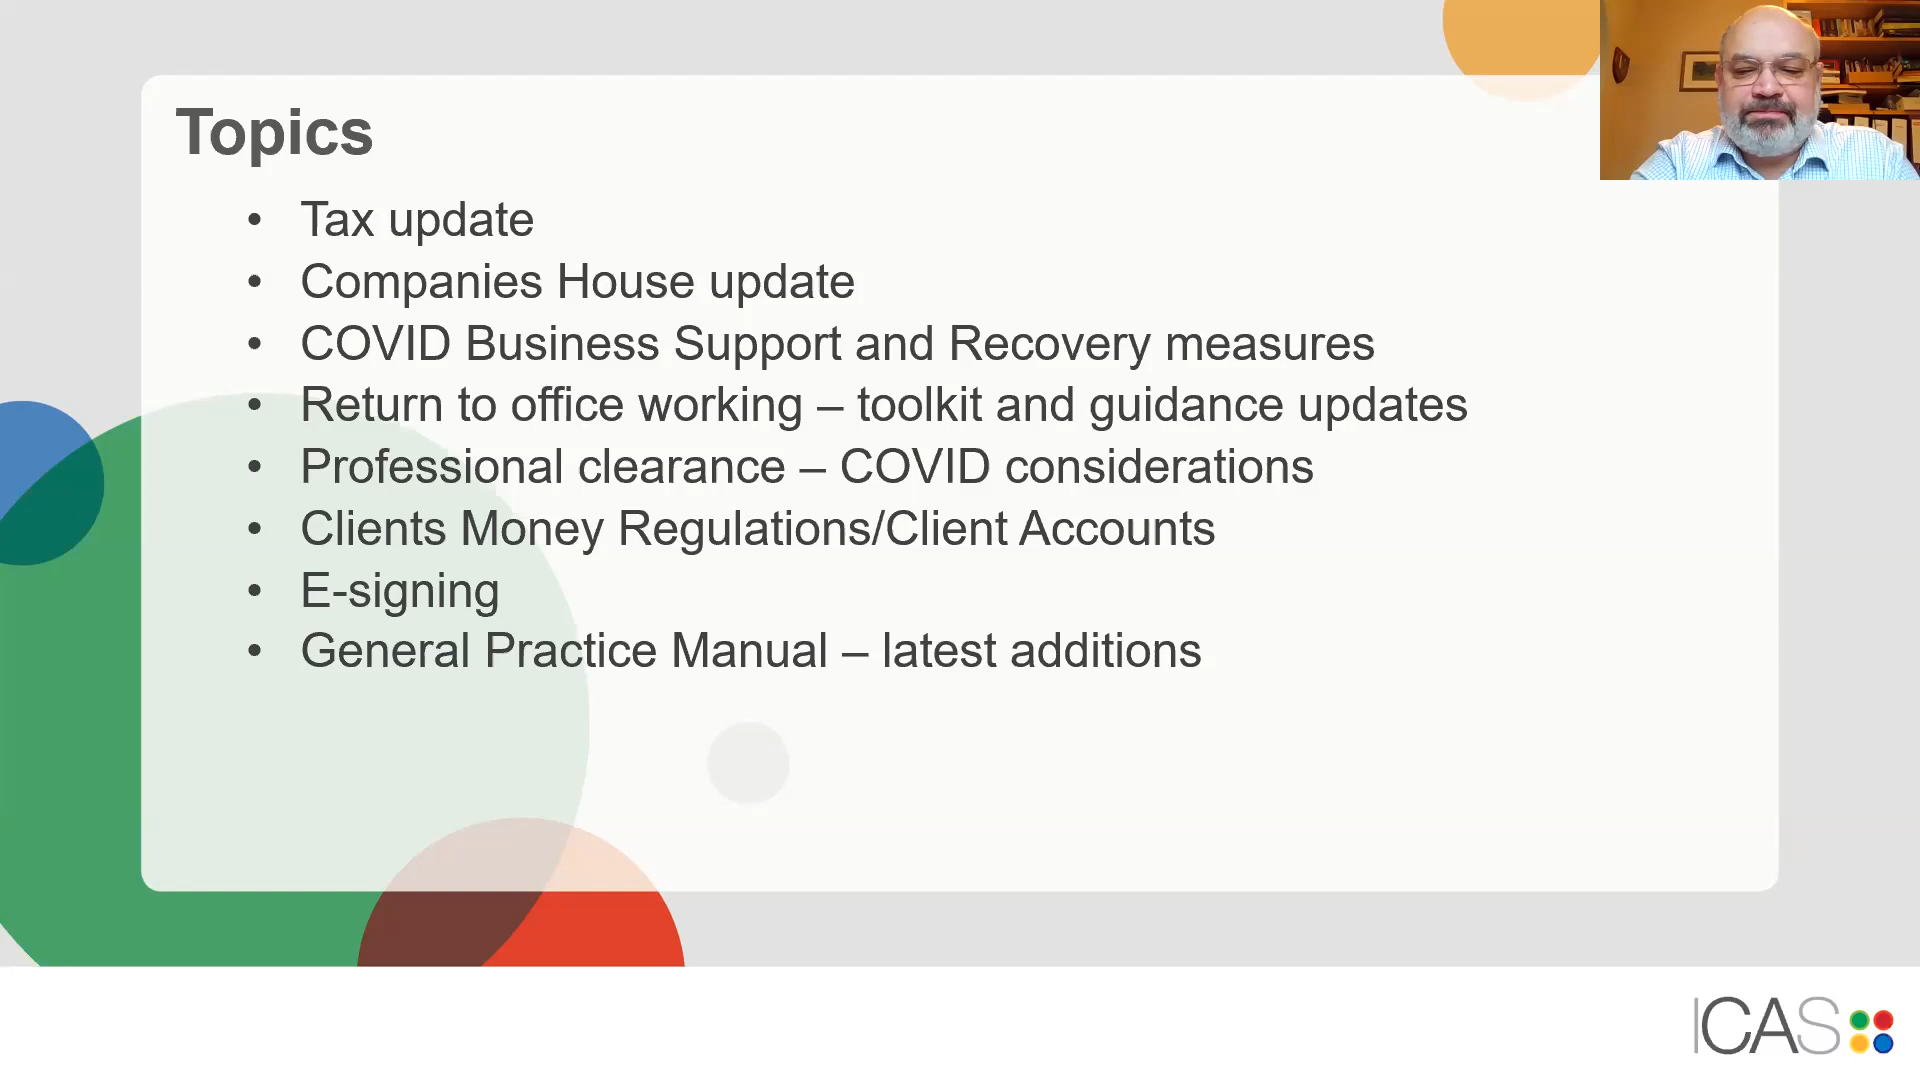 Topics
• Tax update
• Companies House update
• COVID Business Support and Recovery measures
• Return to office working – toolkit and guidance updates
• Professional clearance – COVID considerations
• Clients Money Regulations/Client Accounts
• E-signing
• General Practice Manual – latest additions
ICAS